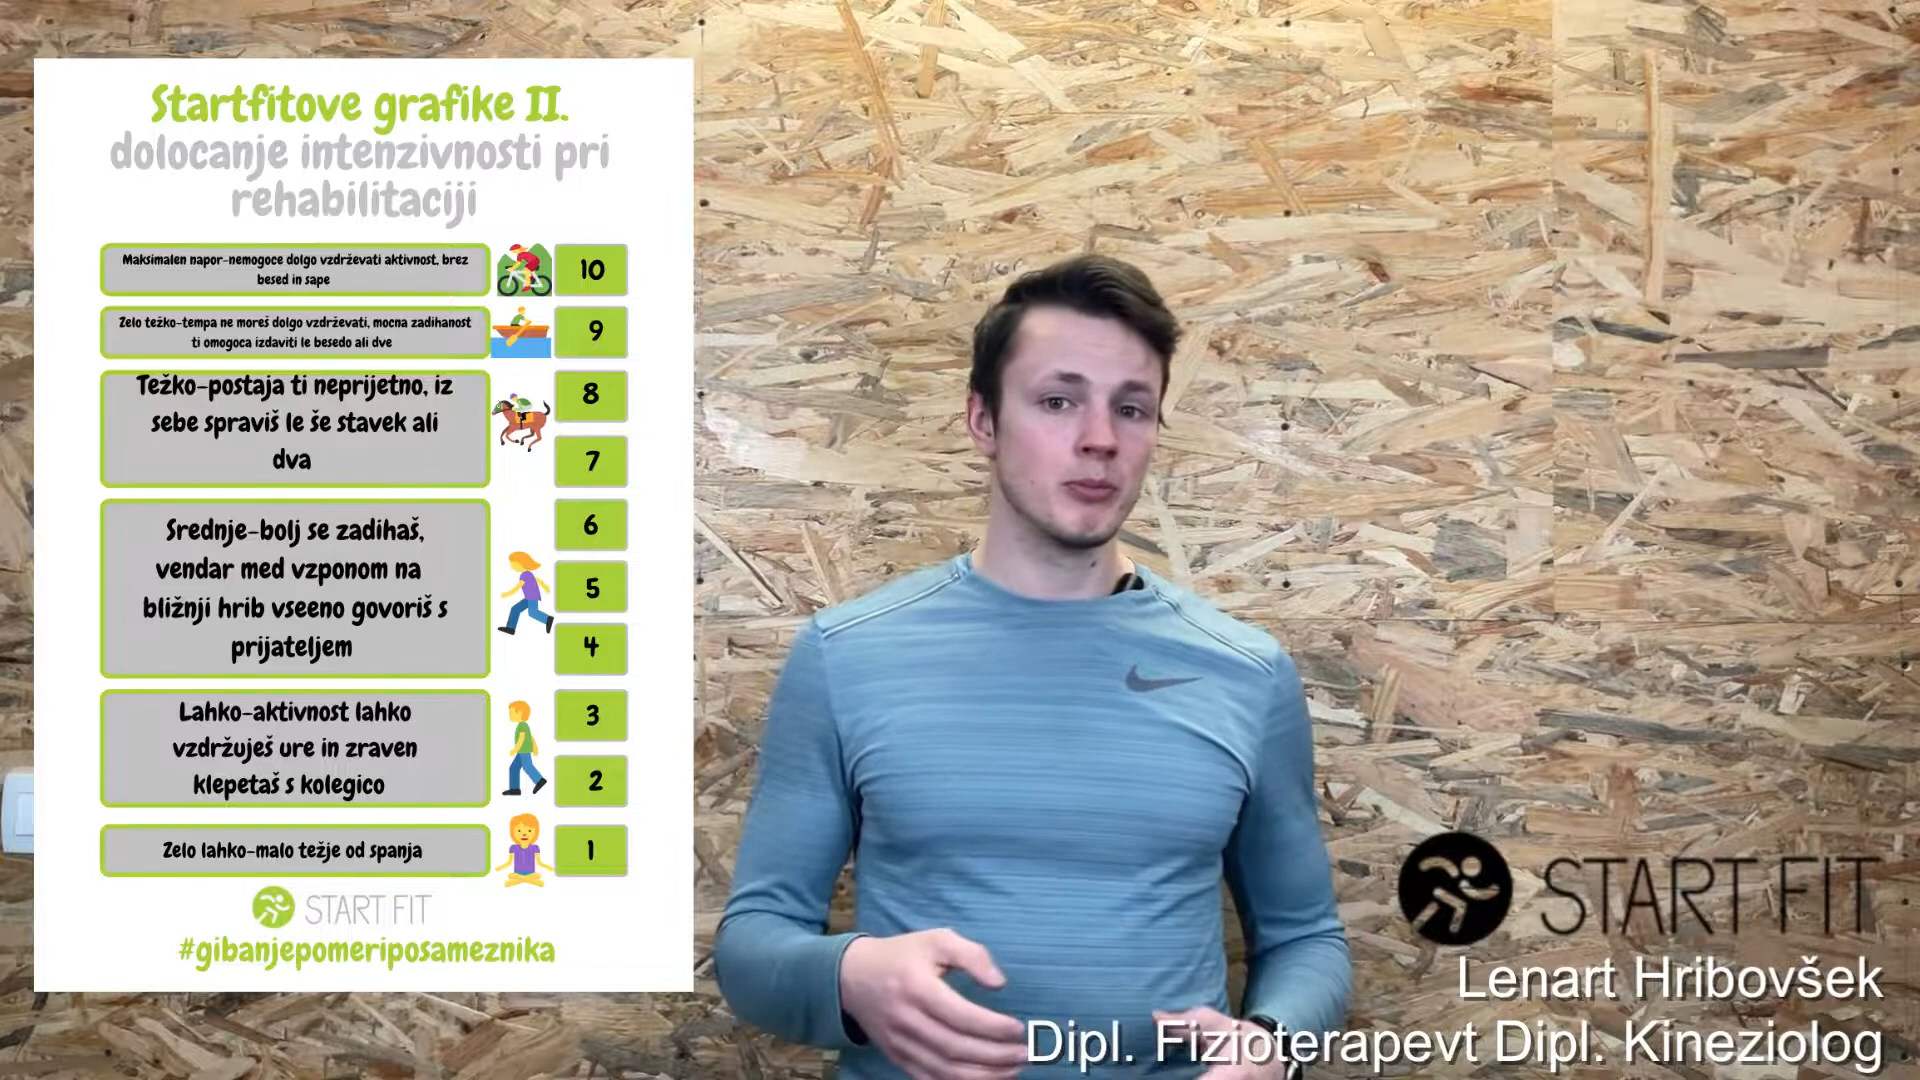 Startfitove grafike II.
dolocanje intenzivnosti pri
rehabilitaciji
Maksimalen napor-nemogoce dolgo vzdrževati aktivnost, brez
besed in sape
10
Zelo težko-tempa ne moreš dolgo vzdrževati, mocna zadihanost
ti omogoca izdaviti le besedo ali dve
9
Težko-postaja ti neprijetno, iz
sebe spraviš le še stavek ali
dva
8
7
Srednje-bolj se zadihaš,
vendar med vzponom na
bližnji hrib vseeno govoriš s
prijateljem
6
5
4
Lahko-aktivnost lahko
vzdržuješ ure in zraven
klepetaš s kolegico
3
2
Zelo lahko-malo težje od spanja
1
START FIT
#gibanjepomeriposameznika
START FIT
Lenart Hribovšek
Dipl. Fizioterapevt Dipl. Kineziolog